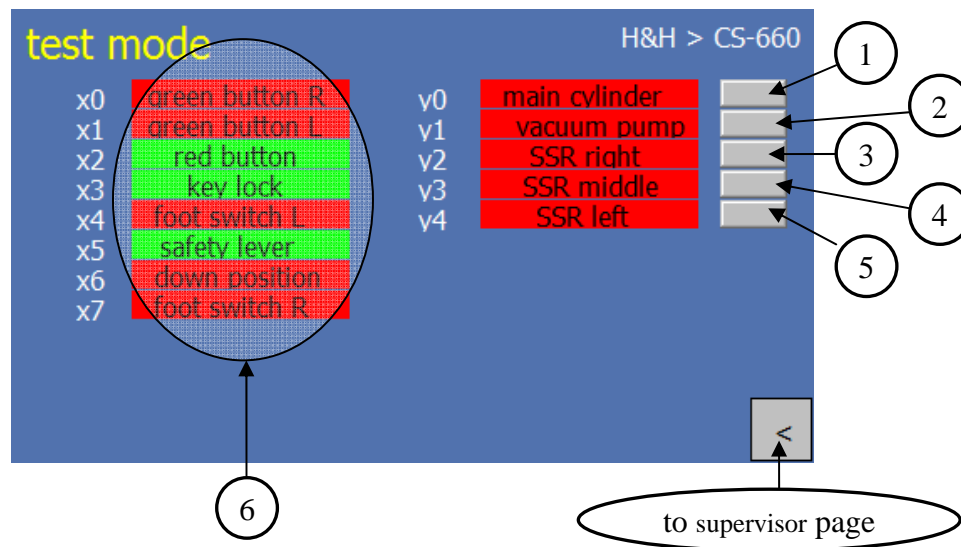 test mode
H&H > CS-660
x0 green button R
x1 green button L
x2 red button
x3 key lock
x4 foot switch L
x5 safety lever
x6 down position
x7 foot switch R
y0 main cylinder
y1 vacuum pump
y2 SSR right
y3 SSR middle
y4 SSR left
1
2
3
4
5
<
6
to supervisor page